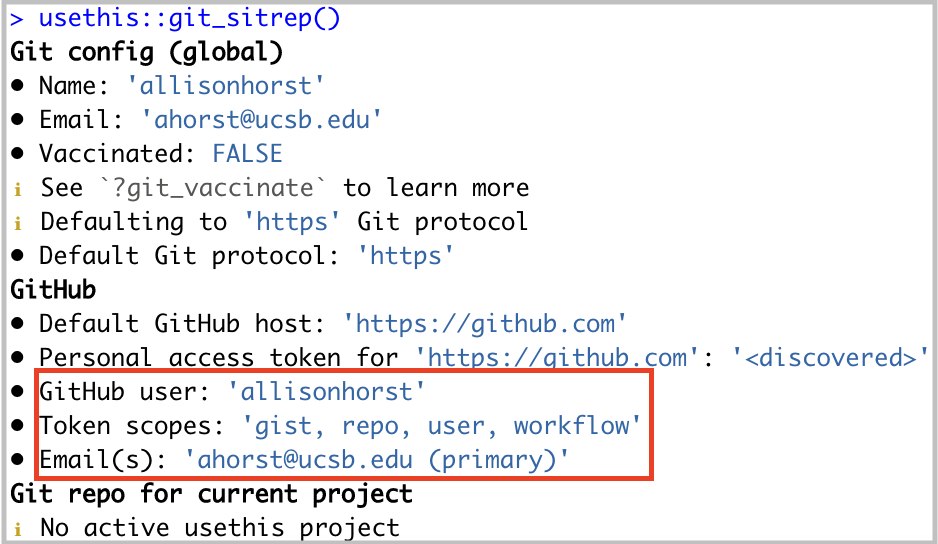 > usethis::git_sitrep()
Git config (global)
● Name: 'allisonhorst'
● Email: 'ahorst@ucsb.edu'
● Vaccinated: FALSE
i See `?git_vaccinate` to learn more
i Defaulting to 'https' Git protocol
● Default Git protocol: 'https'
GitHub
● Default GitHub host: 'https://github.com'
● Personal access token for 'https://github.com': '<discovered>'
● GitHub user: 'allisonhorst'
● Token scopes: 'gist, repo, user, workflow'
● Email(s): 'ahorst@ucsb.edu (primary)'
Git repo for current project
i No active usethis project